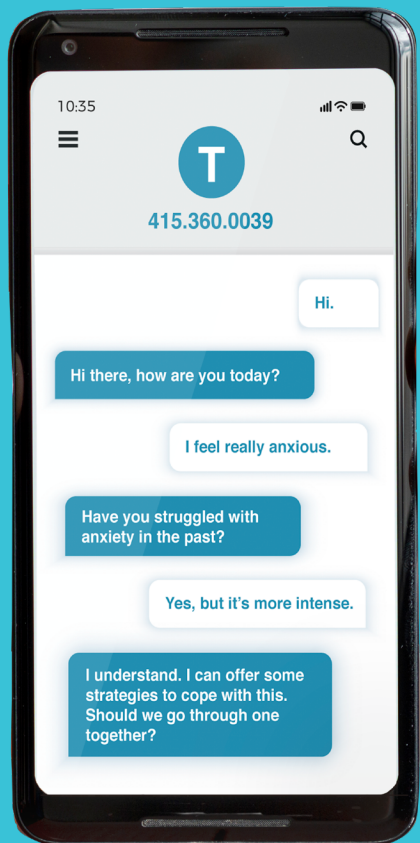 10:35
T
415.360.0039
Hi.
Hi there, how are you today?
I feel really anxious.
Have you struggled with
anxiety in the past?
Yes, but it's more intense.
I understand. I can offer some
strategies to cope with this.
Should we go through one
together?